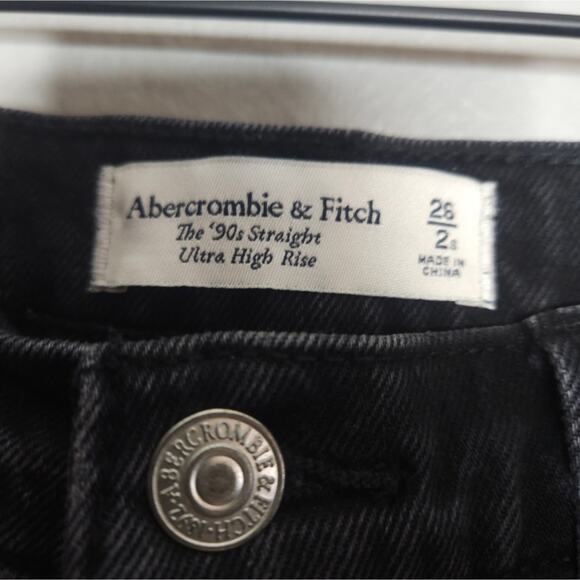 Abercrombie & Fitch
The '90s Straight
Ultra High Rise
26
2s
MADE IN
CHINA
ABERCROMBIE & FITCH·1892·